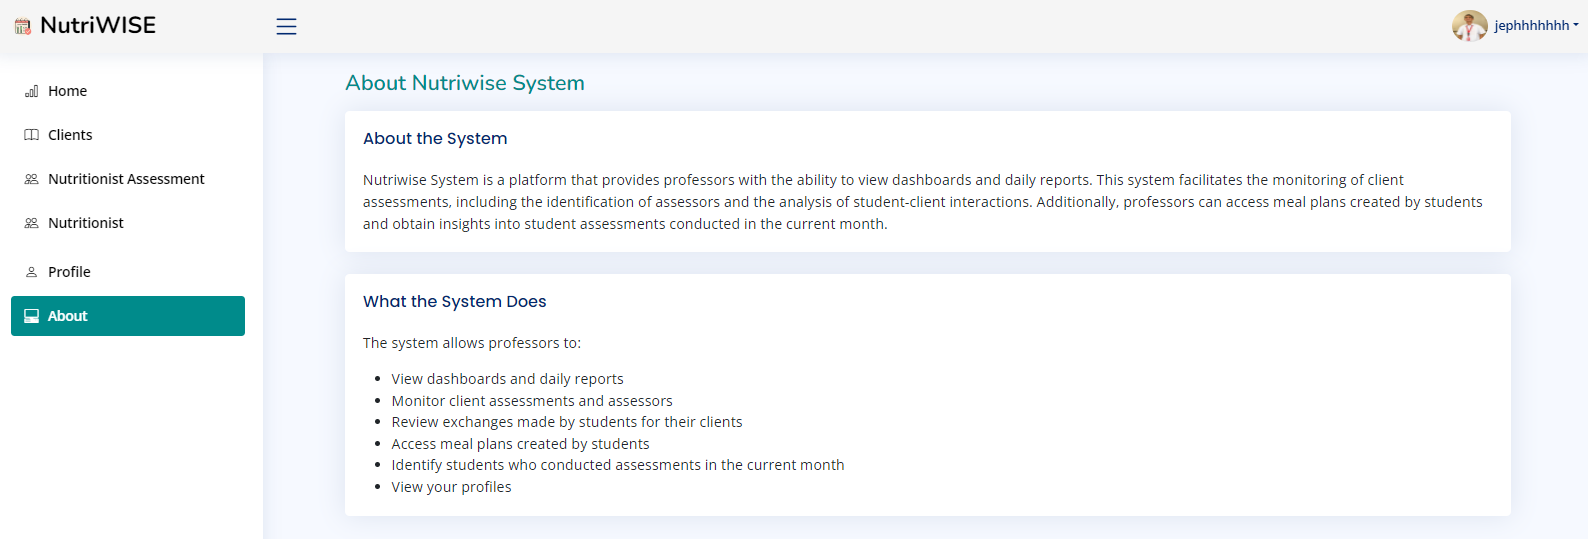 NutriWISE
jephhhhhhh
Home
Clients
Nutritionist Assessment
Nutritionist
Profile
About
About Nutriwise System
About the System
Nutriwise System is a platform that provides professors with the ability to view dashboards and daily reports. This system facilitates the monitoring of client
assessments, including the identification of assessors and the analysis of student-client interactions. Additionally, professors can access meal plans created by students
and obtain insights into student assessments conducted in the current month.
What the System Does
The system allows professors to:
• View dashboards and daily reports
• Monitor client assessments and assessors
• Review exchanges made by students for their clients
• Access meal plans created by students
• Identify students who conducted assessments in the current month
• View your profiles